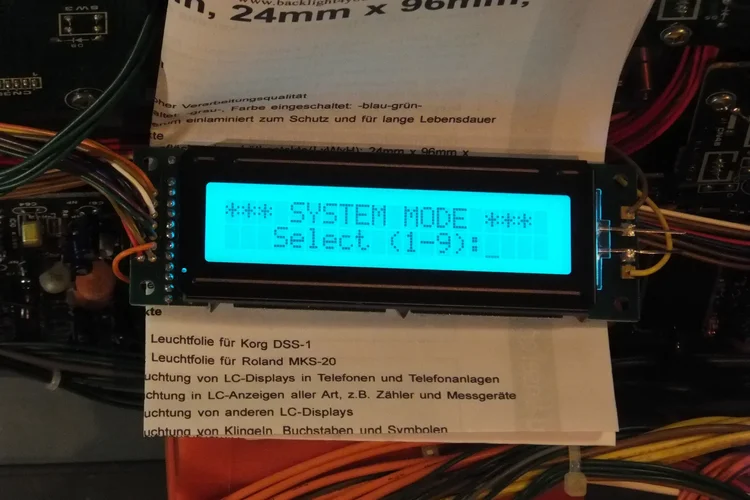 www.backlight
24mm x 96mm,
her Verarbeitungsqualität
-grau-, Farbe eingeschaltet: -blau-grün-
rum einlaminiert zum Schutz und für lange Lebensdauer
kte
24mm x 96mm x
*** SYSTEM MODE ***
Select (1-9):_
kte
Leuchtfolie für Korg DSS-1
Leuchtfolie für Roland MKS-20
uchtung von LC-Displays in Telefonen und Telefonanlagen
uchtung in LC-Anzeigen aller Art, z.B. Zähler und Messgeräte
uchtung von anderen LC-Displays
uchtung von Klingeln, Buchstaben und Symbolen